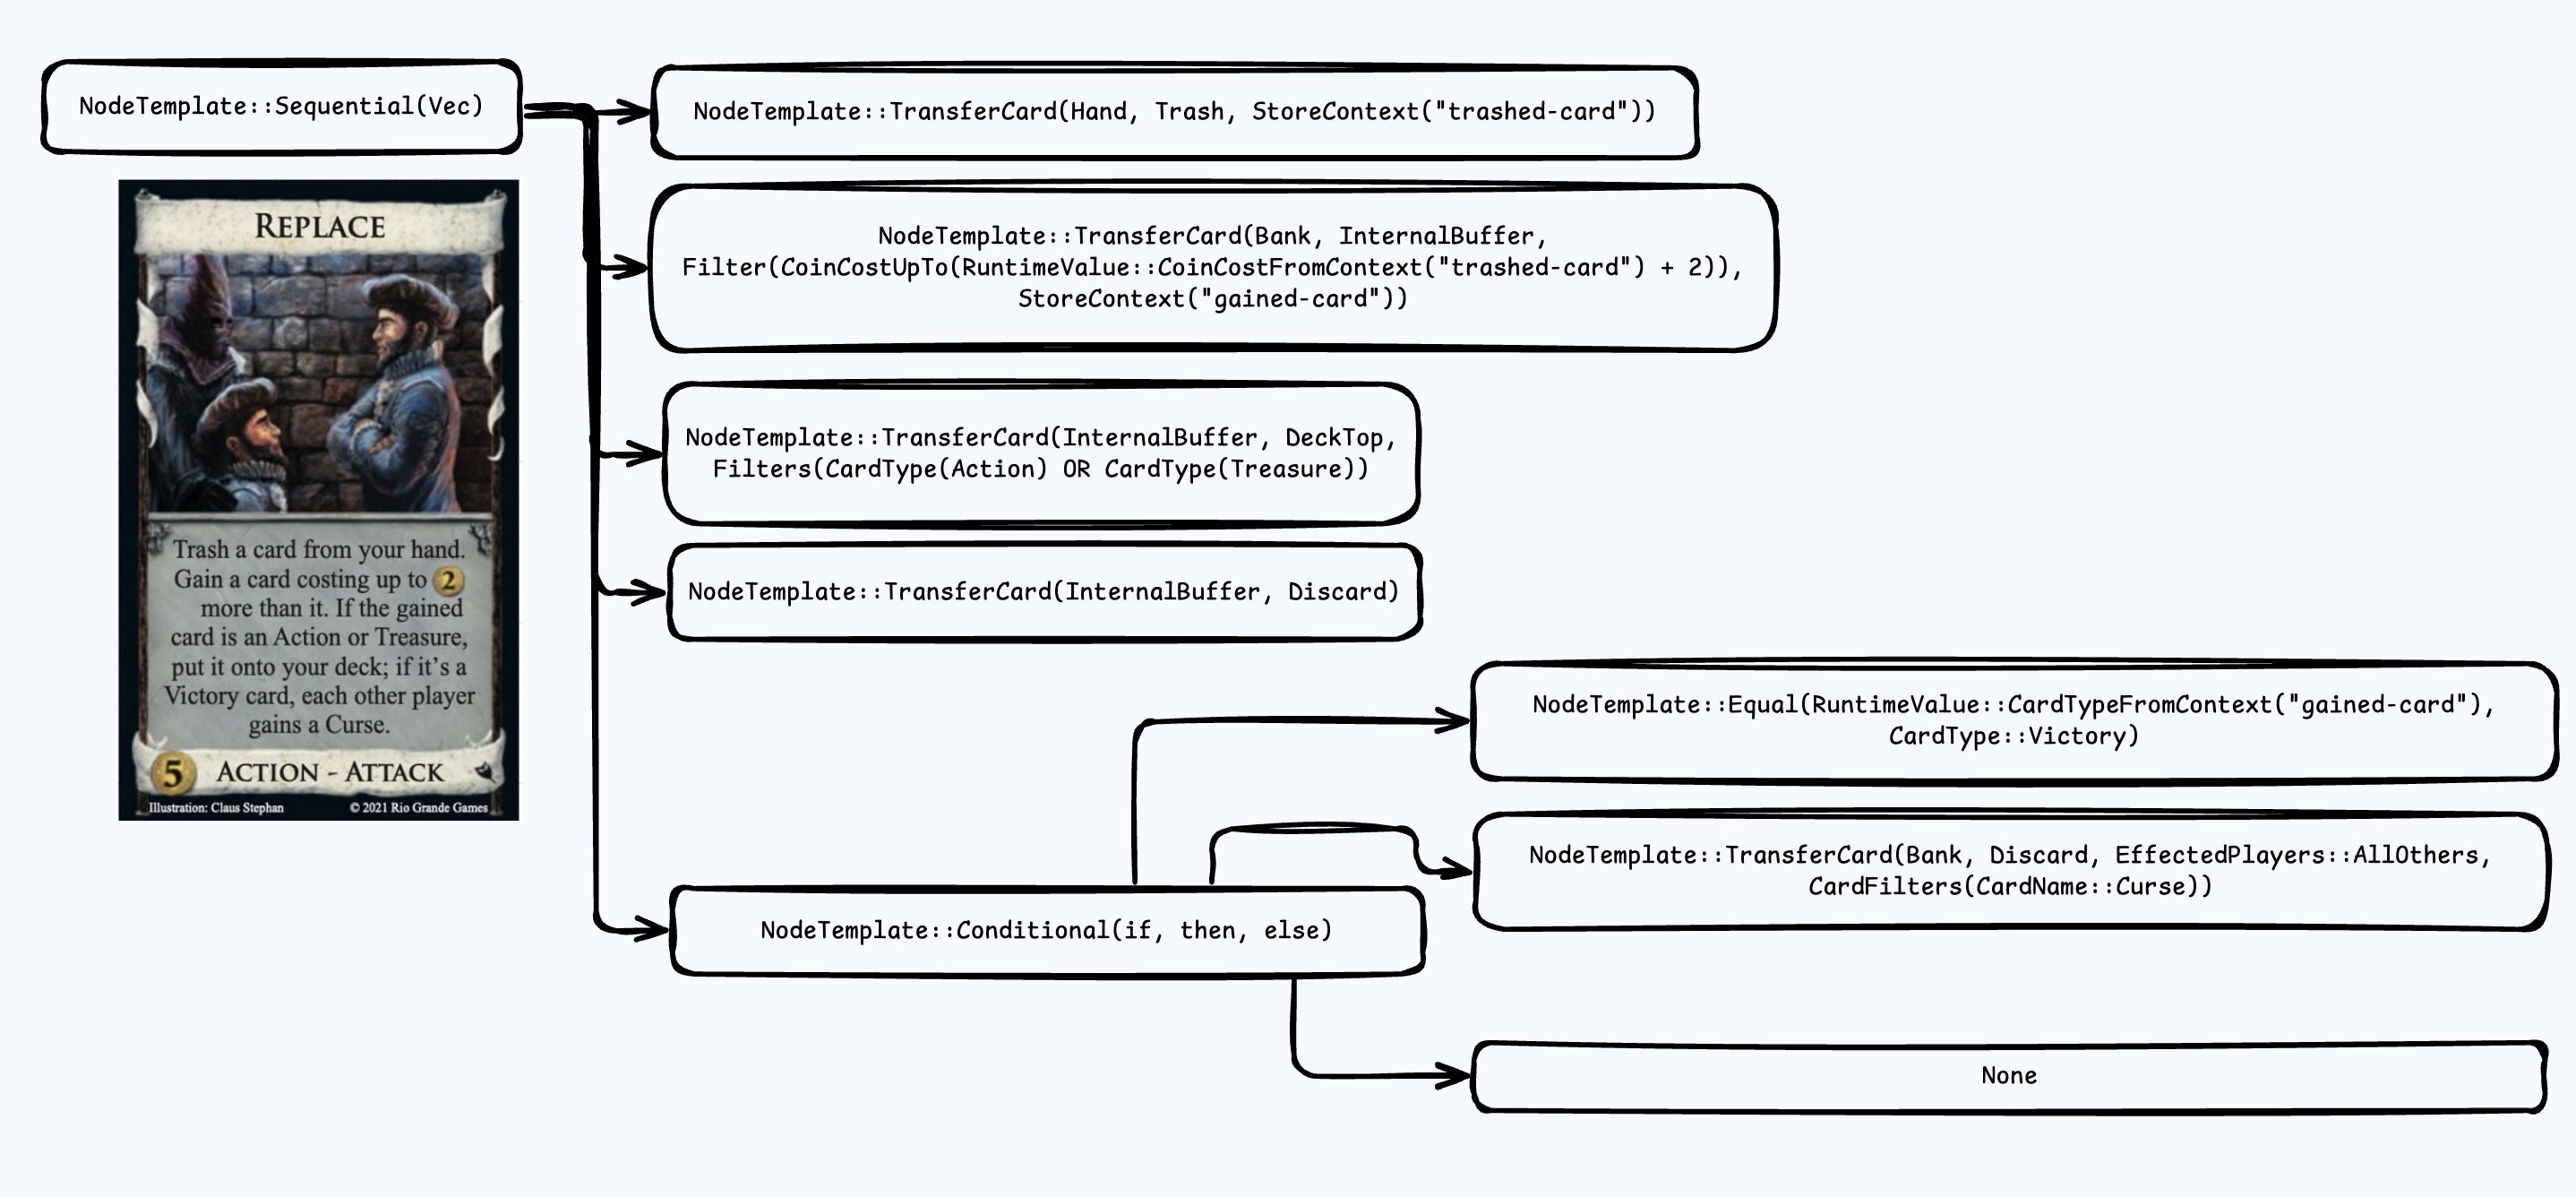 NodeTemplate::Sequential(Vec)
NodeTemplate::TransferCard(Hand, Trash, StoreContext("trashed-card"))
NodeTemplate::TransferCard(Bank, InternalBuffer,
Filter(CoinCostUpTo(RuntimeValue::CoinCostFromContext("trashed-card") + 2)),
StoreContext("gained-card"))
NodeTemplate::TransferCard(InternalBuffer, DeckTop,
Filters(CardType(Action) OR CardType(Treasure))
NodeTemplate::TransferCard(InternalBuffer, Discard)
NodeTemplate::Conditional(if, then, else)
NodeTemplate::Equal(RuntimeValue::CardTypeFromContext("gained-card"),
CardType::Victory)
NodeTemplate::TransferCard(Bank, Discard, EffectedPlayers::AllOthers,
CardFilters(CardName::Curse))
None
REPLACE
Trash a card from your hand.
Gain a card costing up to 2
more than it. If the gained
card is an Action or Treasure,
put it onto your deck; if it's a
Victory card, each other player
gains a Curse.
5 ACTION - ATTACK
Illustration: Claus Stephan © 2021 Rio Grande Games